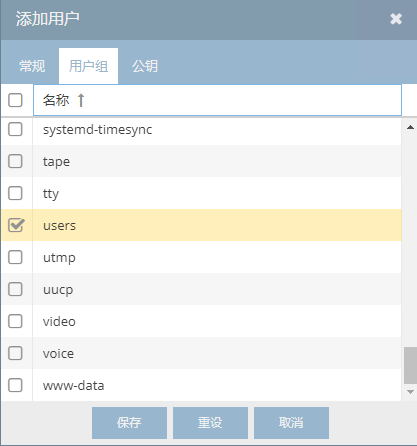 添加用户
常规 用户组 公钥
名称
systemd-timesync
tape
tty
users
utmp
uucp
video
voice
www-data
保存 重设 取消